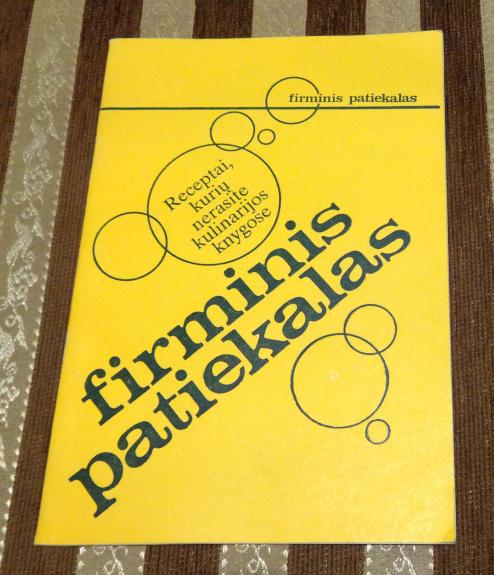 firminis patiekalas
Receptai,
kurių
nerasite
kulinarijos
knygose
firminis
patiekalas